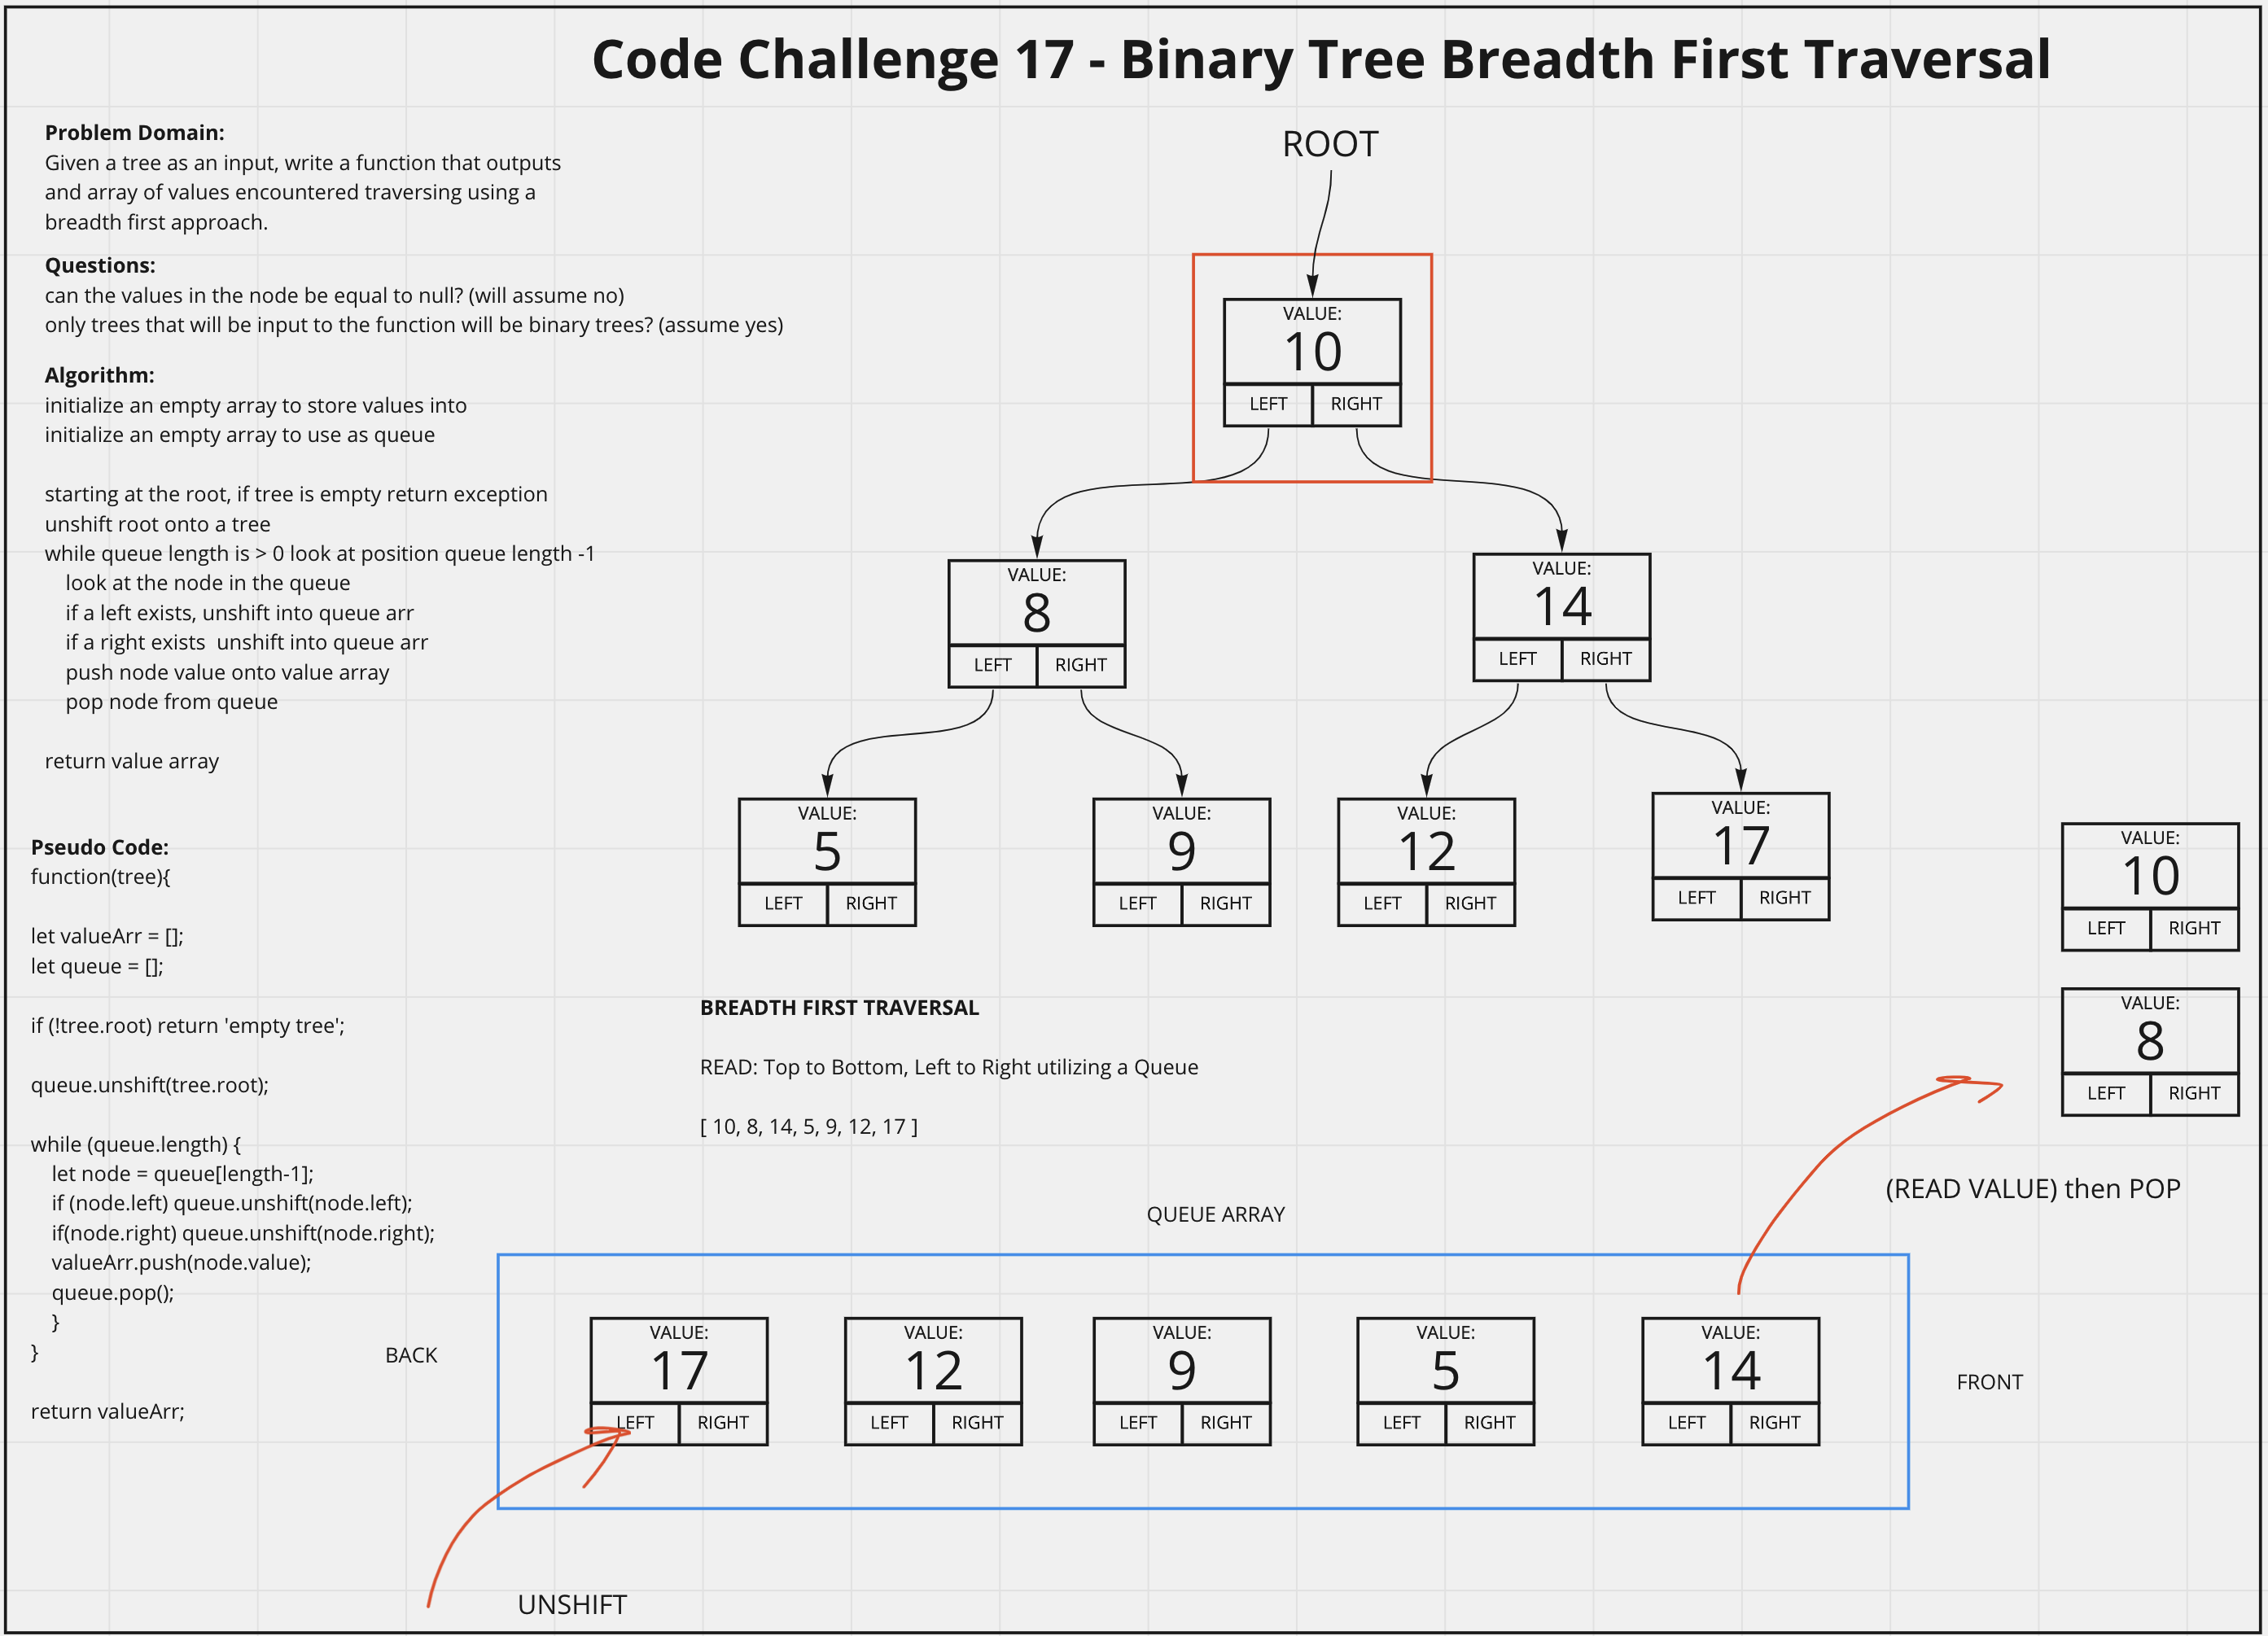 Code Challenge 17 - Binary Tree Breadth First Traversal
Problem Domain:
Given a tree as an input, write a function that outputs
and array of values encountered traversing using a
breadth first approach.
Questions:
can the values in the node be equal to null? (will assume no)
only trees that will be input to the function will be binary trees? (assume yes)
Algorithm:
initialize an empty array to store values into
initialize an empty array to use as queue
starting at the root, if tree is empty return exception
unshift root onto a tree
while queue length is > 0 look at position queue length -1
look at the node in the queue
if a left exists, unshift into queue arr
if a right exists  unshift into queue arr
push node value onto value array
pop node from queue
return value array
Pseudo Code:
function(tree){
let valueArr = [];
let queue = [];
if (!tree.root) return 'empty tree';
queue.unshift(tree.root);
while (queue.length) {
let node = queue[length-1];
if (node.left) queue.unshift(node.left);
if(node.right) queue.unshift(node.right);
valueArr.push(node.value);
queue.pop();
}
}
return valueArr;
ROOT
VALUE:
10
LEFT RIGHT
VALUE:
8
LEFT RIGHT
VALUE:
14
LEFT RIGHT
VALUE:
5
LEFT RIGHT
VALUE:
9
LEFT RIGHT
VALUE:
12
LEFT RIGHT
VALUE:
17
LEFT RIGHT
VALUE:
10
LEFT RIGHT
VALUE:
8
LEFT RIGHT
BREADTH FIRST TRAVERSAL
READ: Top to Bottom, Left to Right utilizing a Queue
[ 10, 8, 14, 5, 9, 12, 17 ]
(READ VALUE) then POP
QUEUE ARRAY
BACK
VALUE:
17
LEFT RIGHT
VALUE:
12
LEFT RIGHT
VALUE:
9
LEFT RIGHT
VALUE:
5
LEFT RIGHT
VALUE:
14
LEFT RIGHT
FRONT
UNSHIFT